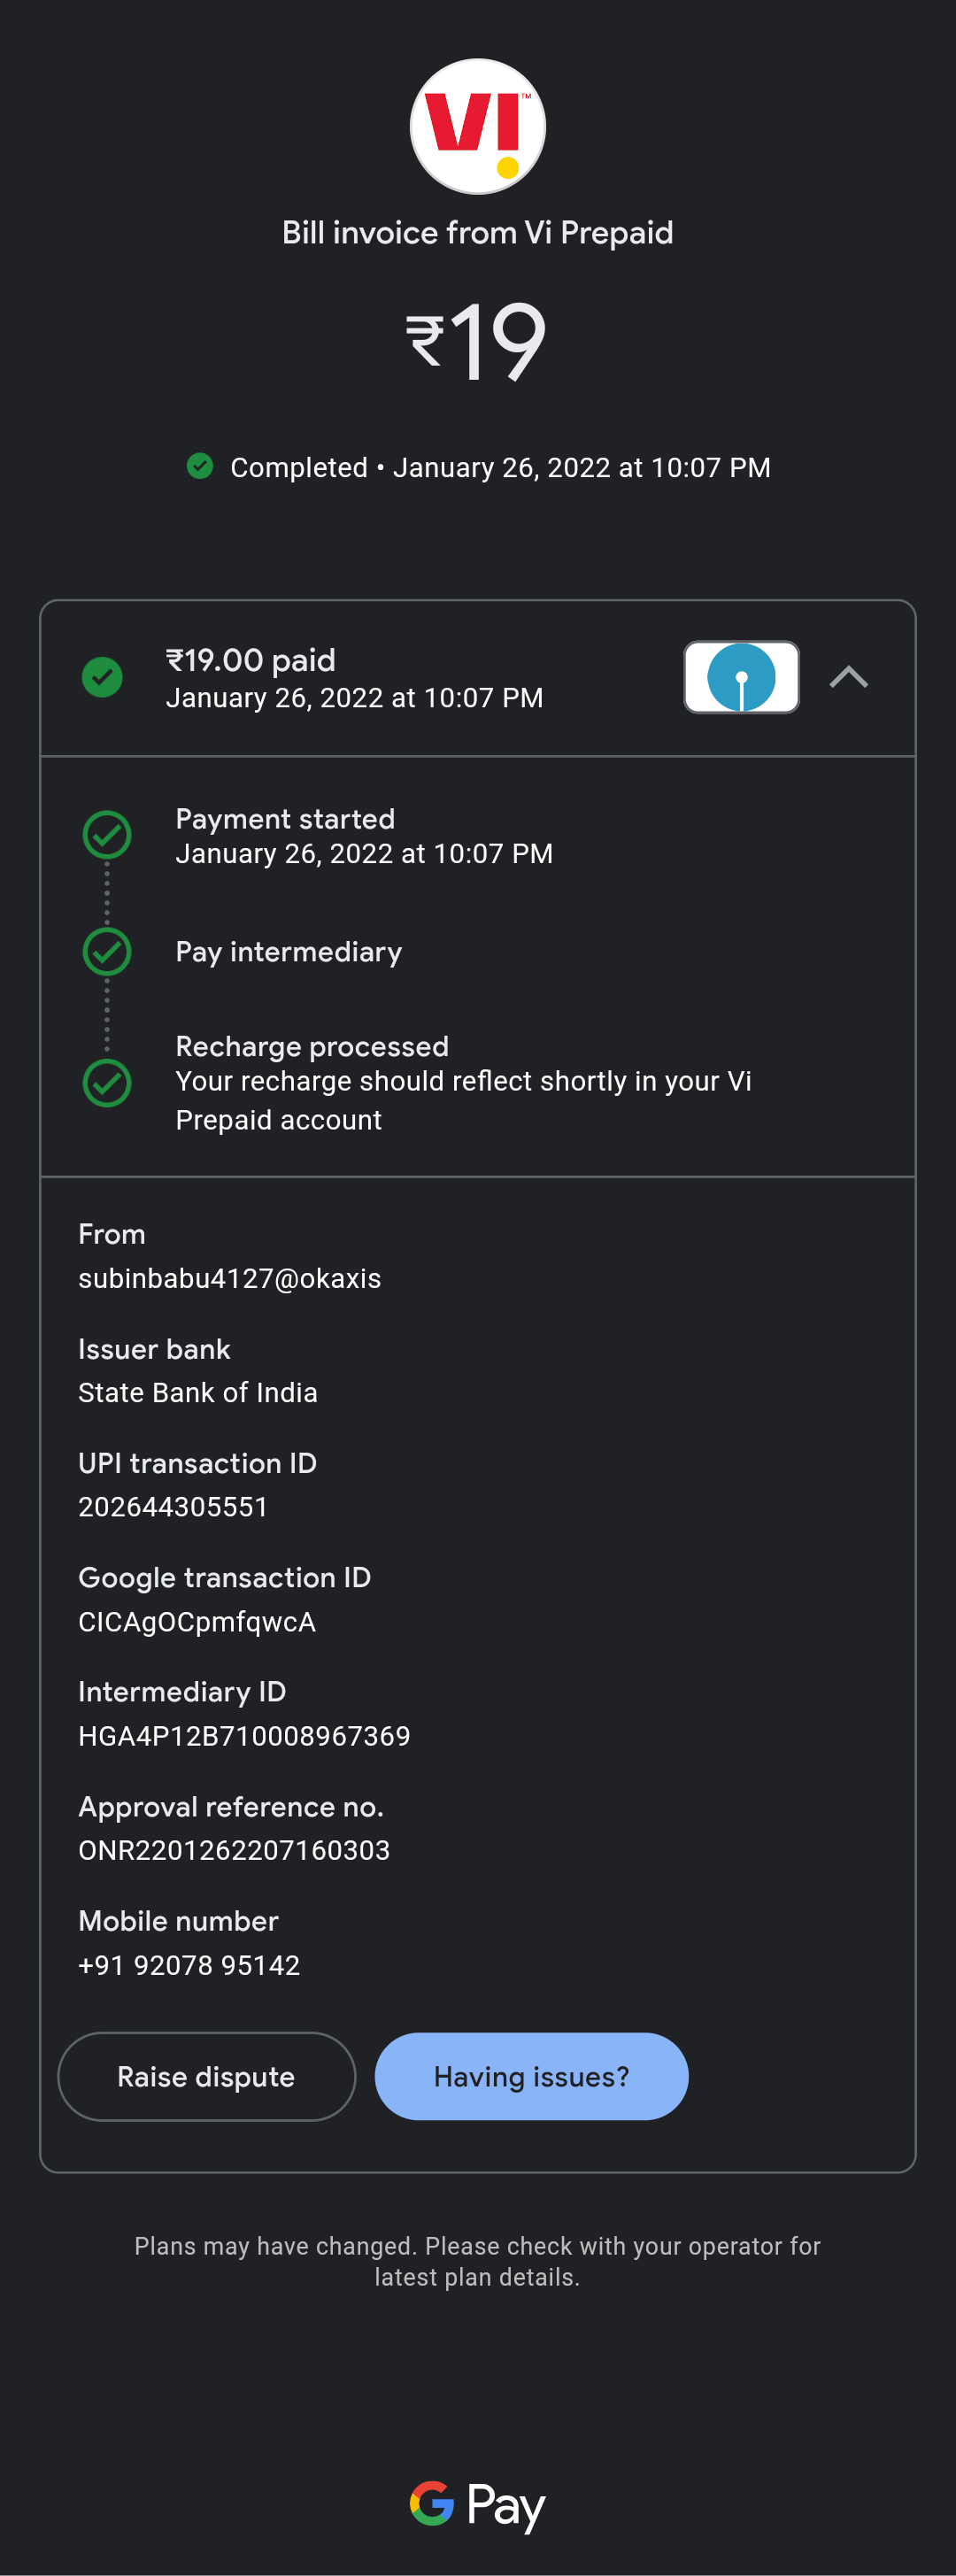 VI™
Bill invoice from Vi Prepaid
₹19
Completed • January 26, 2022 at 10:07 PM
₹19.00 paid
January 26, 2022 at 10:07 PM
Payment started
January 26, 2022 at 10:07 PM
Pay intermediary
Recharge processed
Your recharge should reflect shortly in your Vi
Prepaid account
From
subinbabu4127@okaxis
Issuer bank
State Bank of India
UPI transaction ID
202644305551
Google transaction ID
CICAgOCpmfqwcA
Intermediary ID
HGA4P12B710008967369
Approval reference no.
ONR2201262207160303
Mobile number
+91 92078 95142
Raise dispute
Having issues?
Plans may have changed. Please check with your operator for
latest plan details.
G Pay